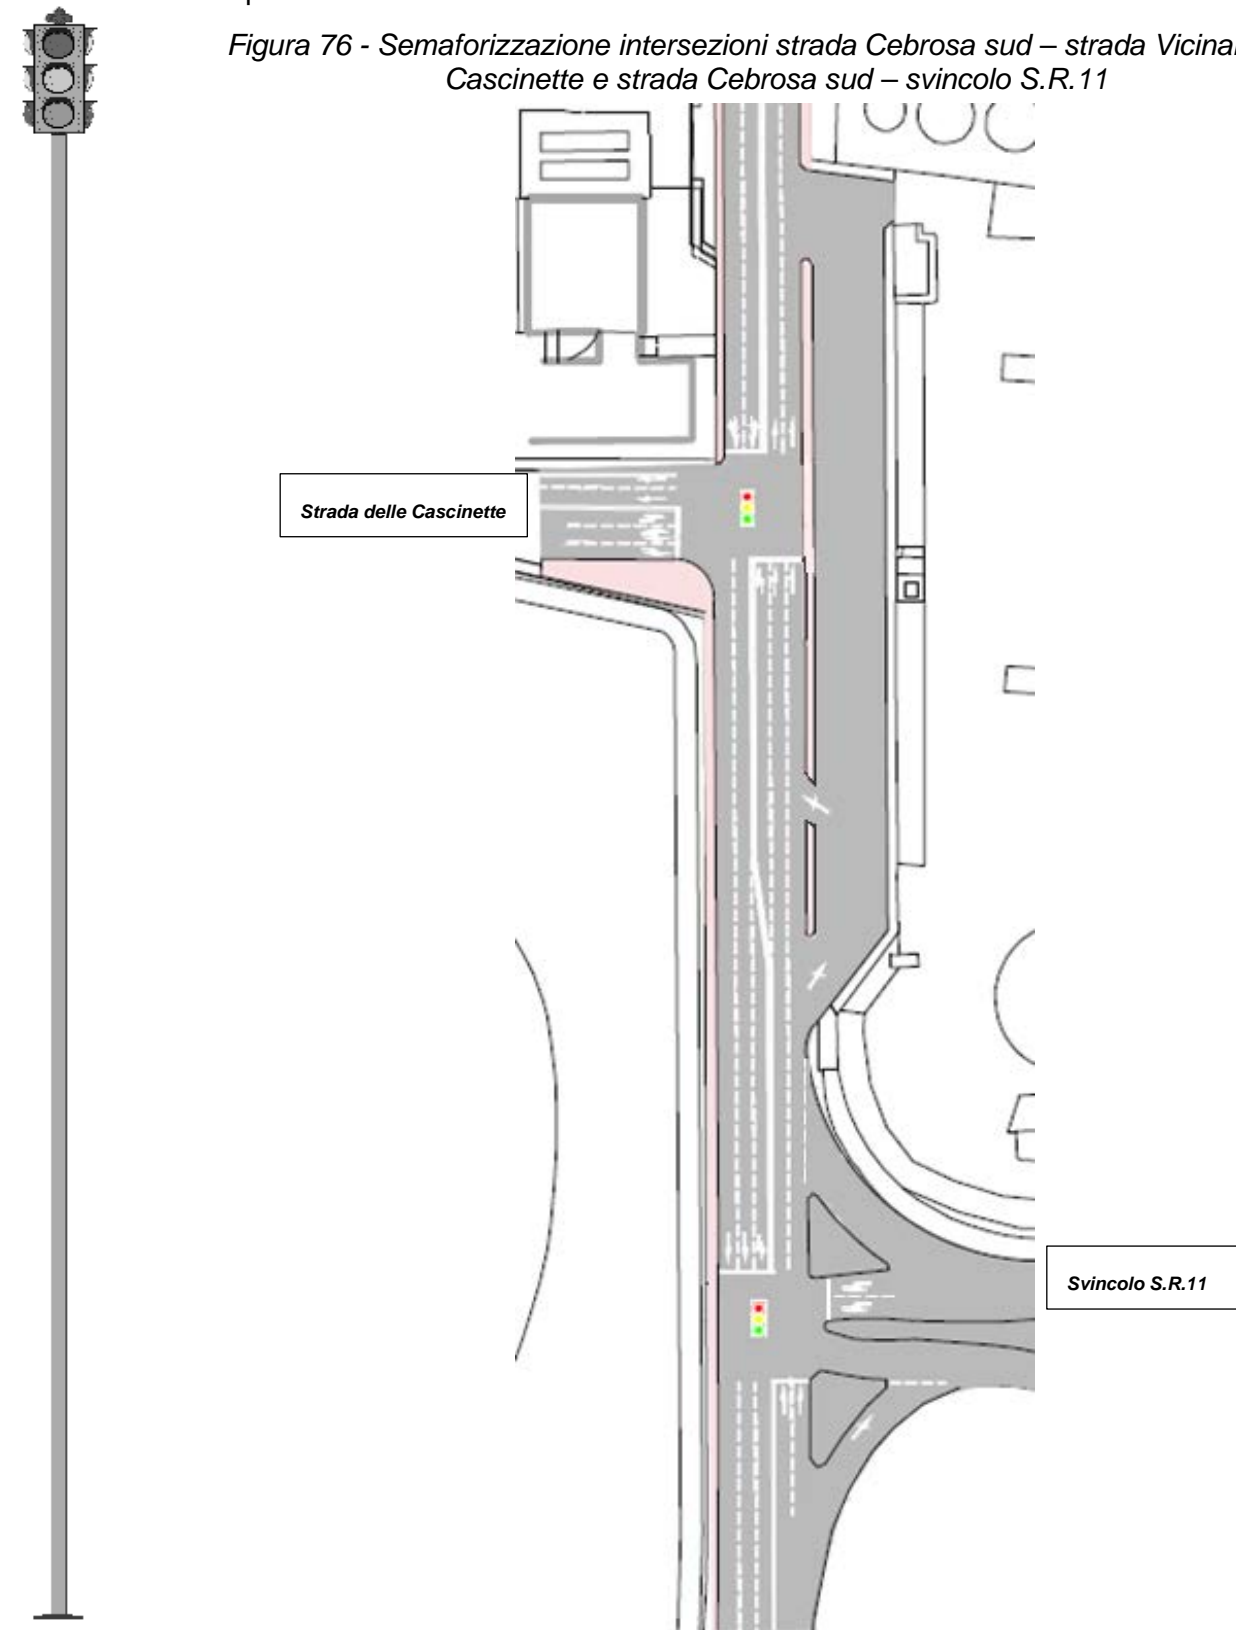 Figura 76 - Semaforizzazione intersezioni strada Cebrosa sud – strada
Cascinette e strada Cebrosa sud – svincolo S.R.11
Strada delle Cascinette
Svincolo S.R.11